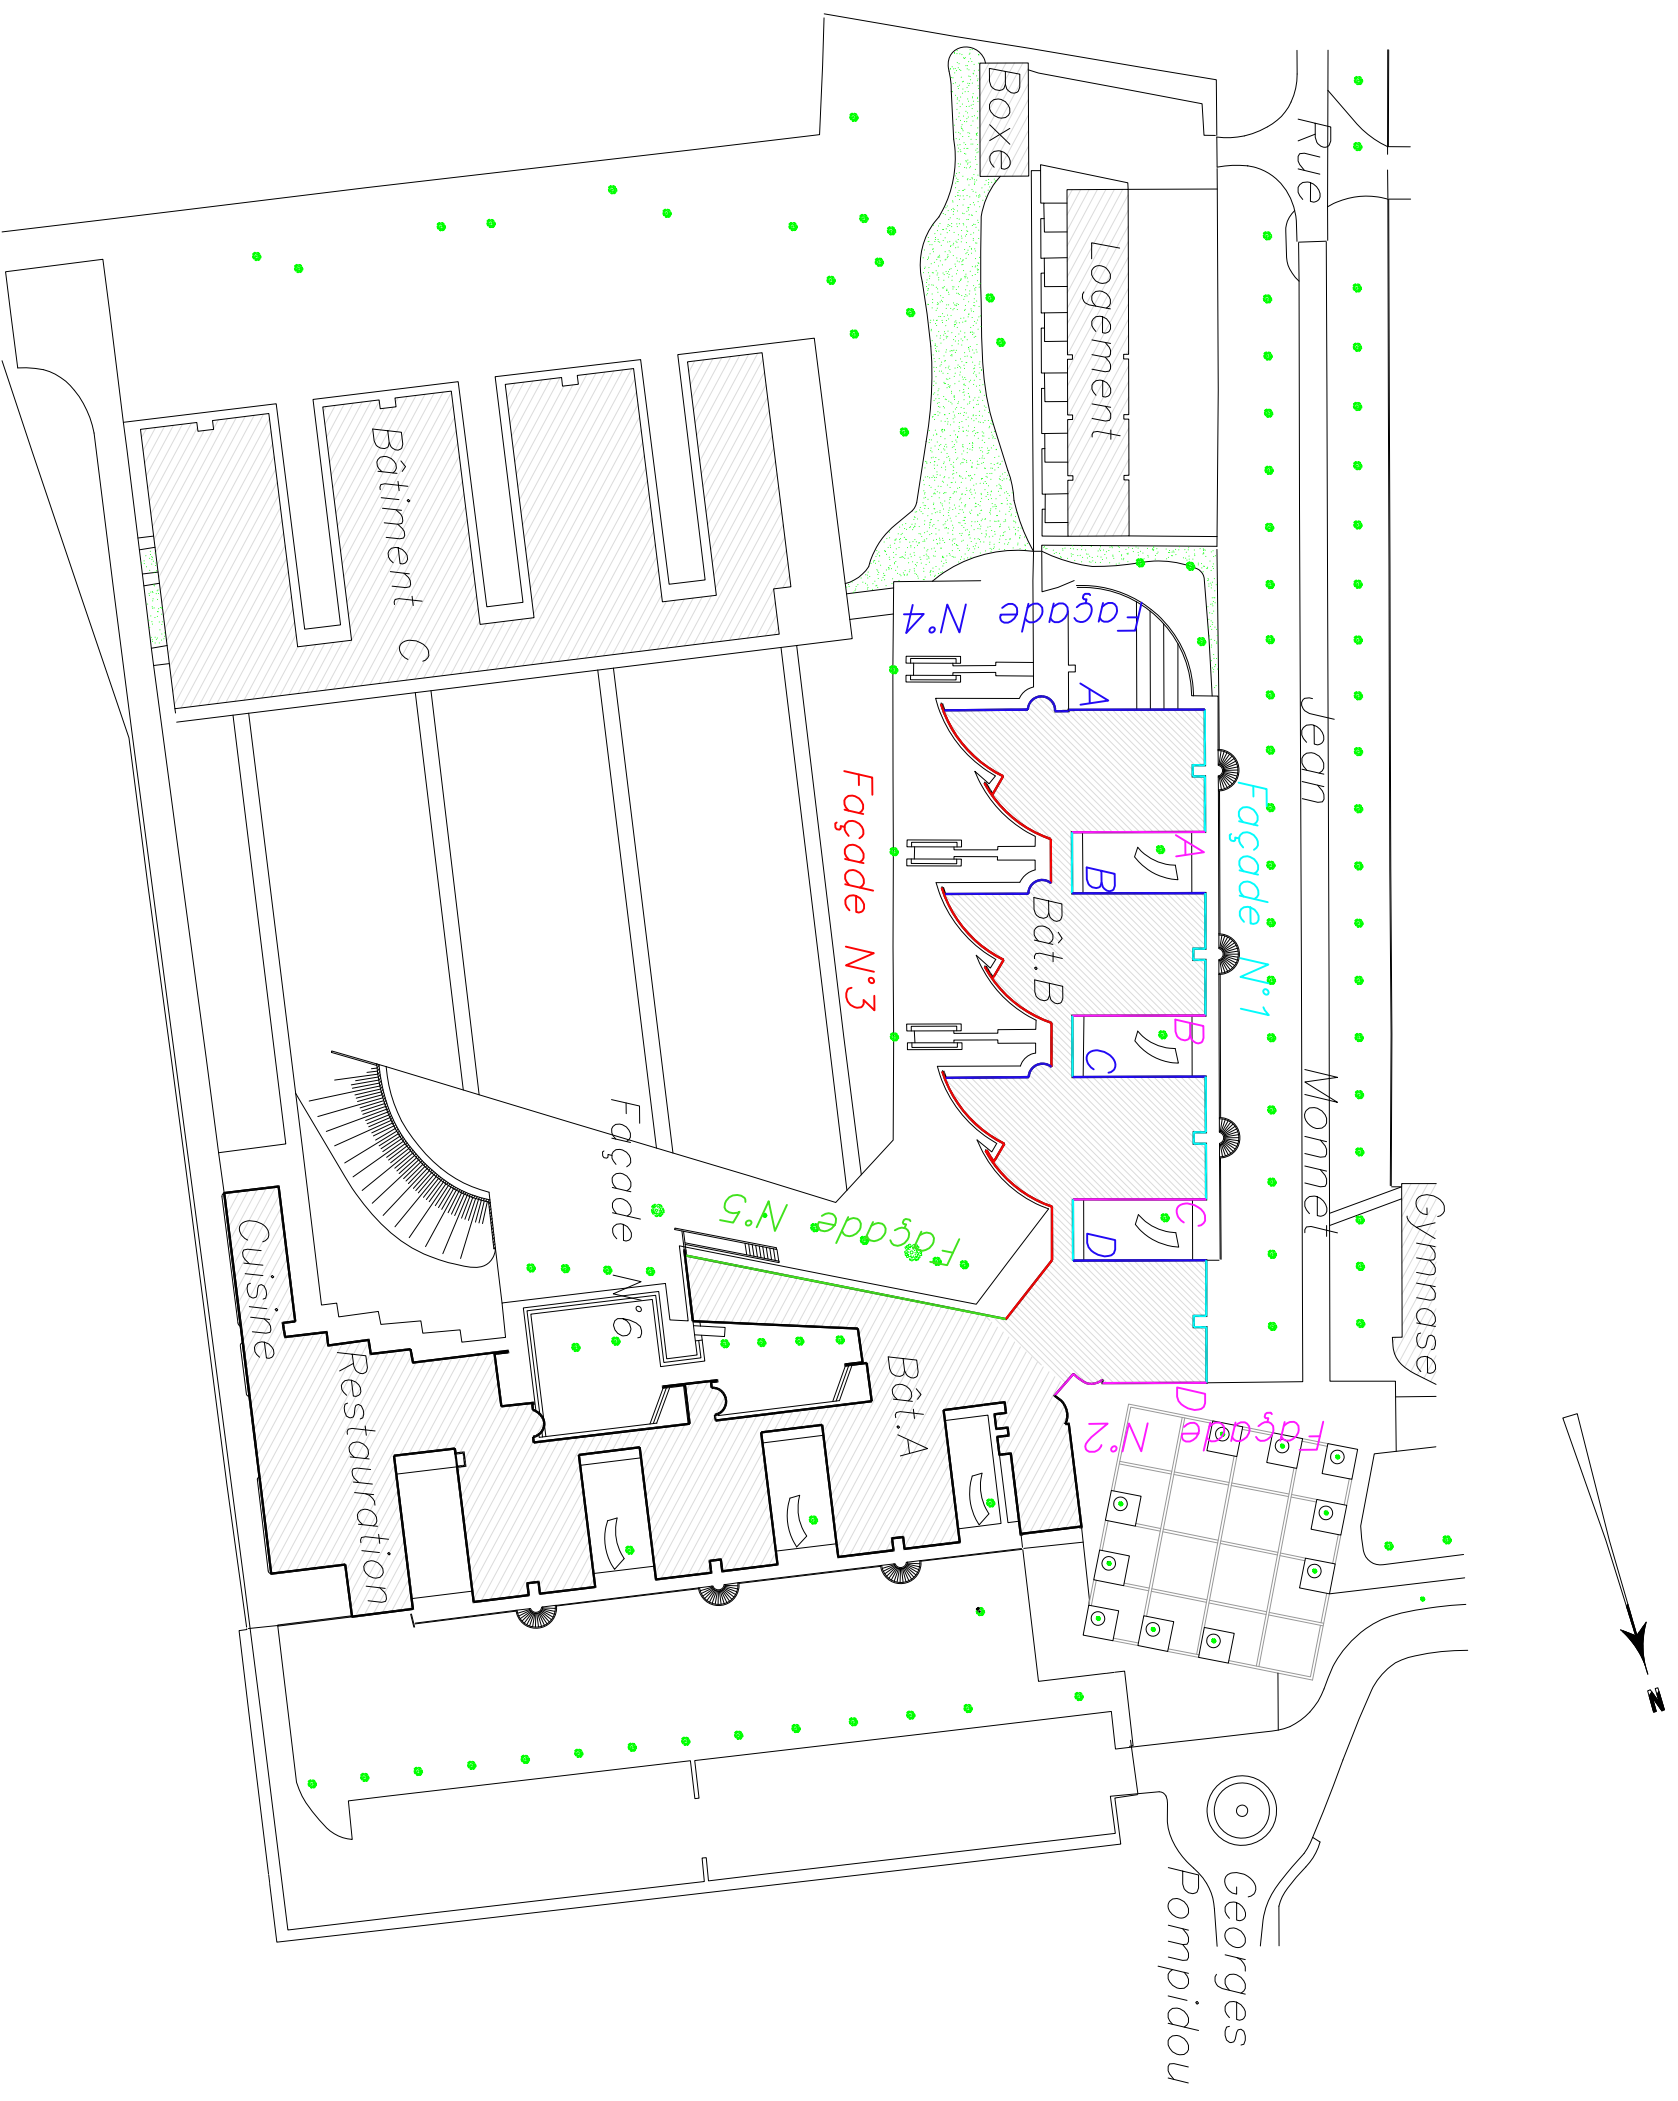 Boxe
Rue Jean Monnet
Logement
Bâtiment C
Façade N°4
A
B
C
D
Façade N°1
A
B
C
D
Bât.B
Façade N°3
Façade N°2
Façade N°5
Façade N°6
Gymnase
Cuisine
Restauration
Bât.A
Georges
Pompidou
N